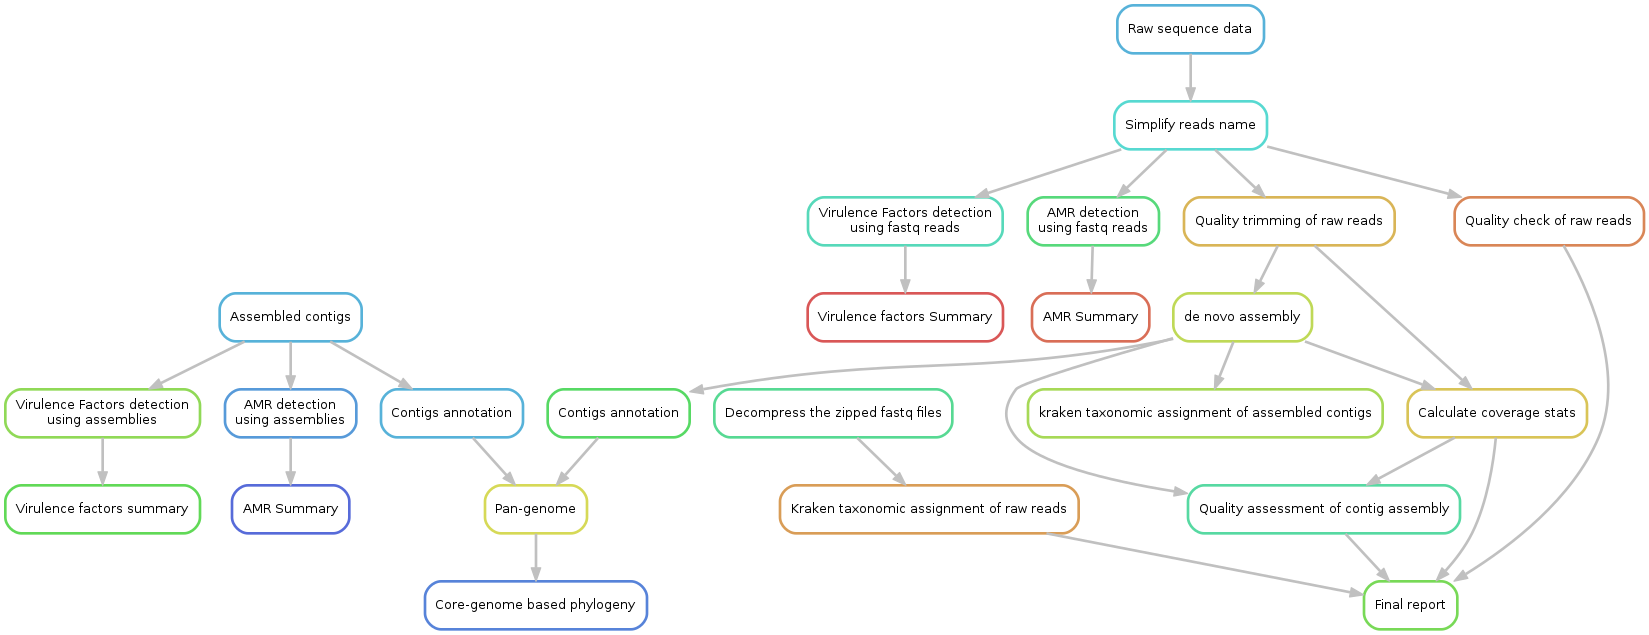 Raw sequence data
Simplify reads name
Virulence Factors detection
using fastq reads
AMR detection
using fastq reads
Quality trimming of raw reads
Quality check of raw reads
Assembled contigs
Virulence factors Summary
AMR Summary
de novo assembly
Virulence Factors detection
using assemblies
AMR detection
using assemblies
Contigs annotation
Contigs annotation
Decompress the zipped fastq files
kraken taxonomic assignment of assembled contigs
Calculate coverage stats
Virulence factors summary
AMR Summary
Pan-genome
Kraken taxonomic assignment of raw reads
Quality assessment of contig assembly
Core-genome based phylogeny
Final report